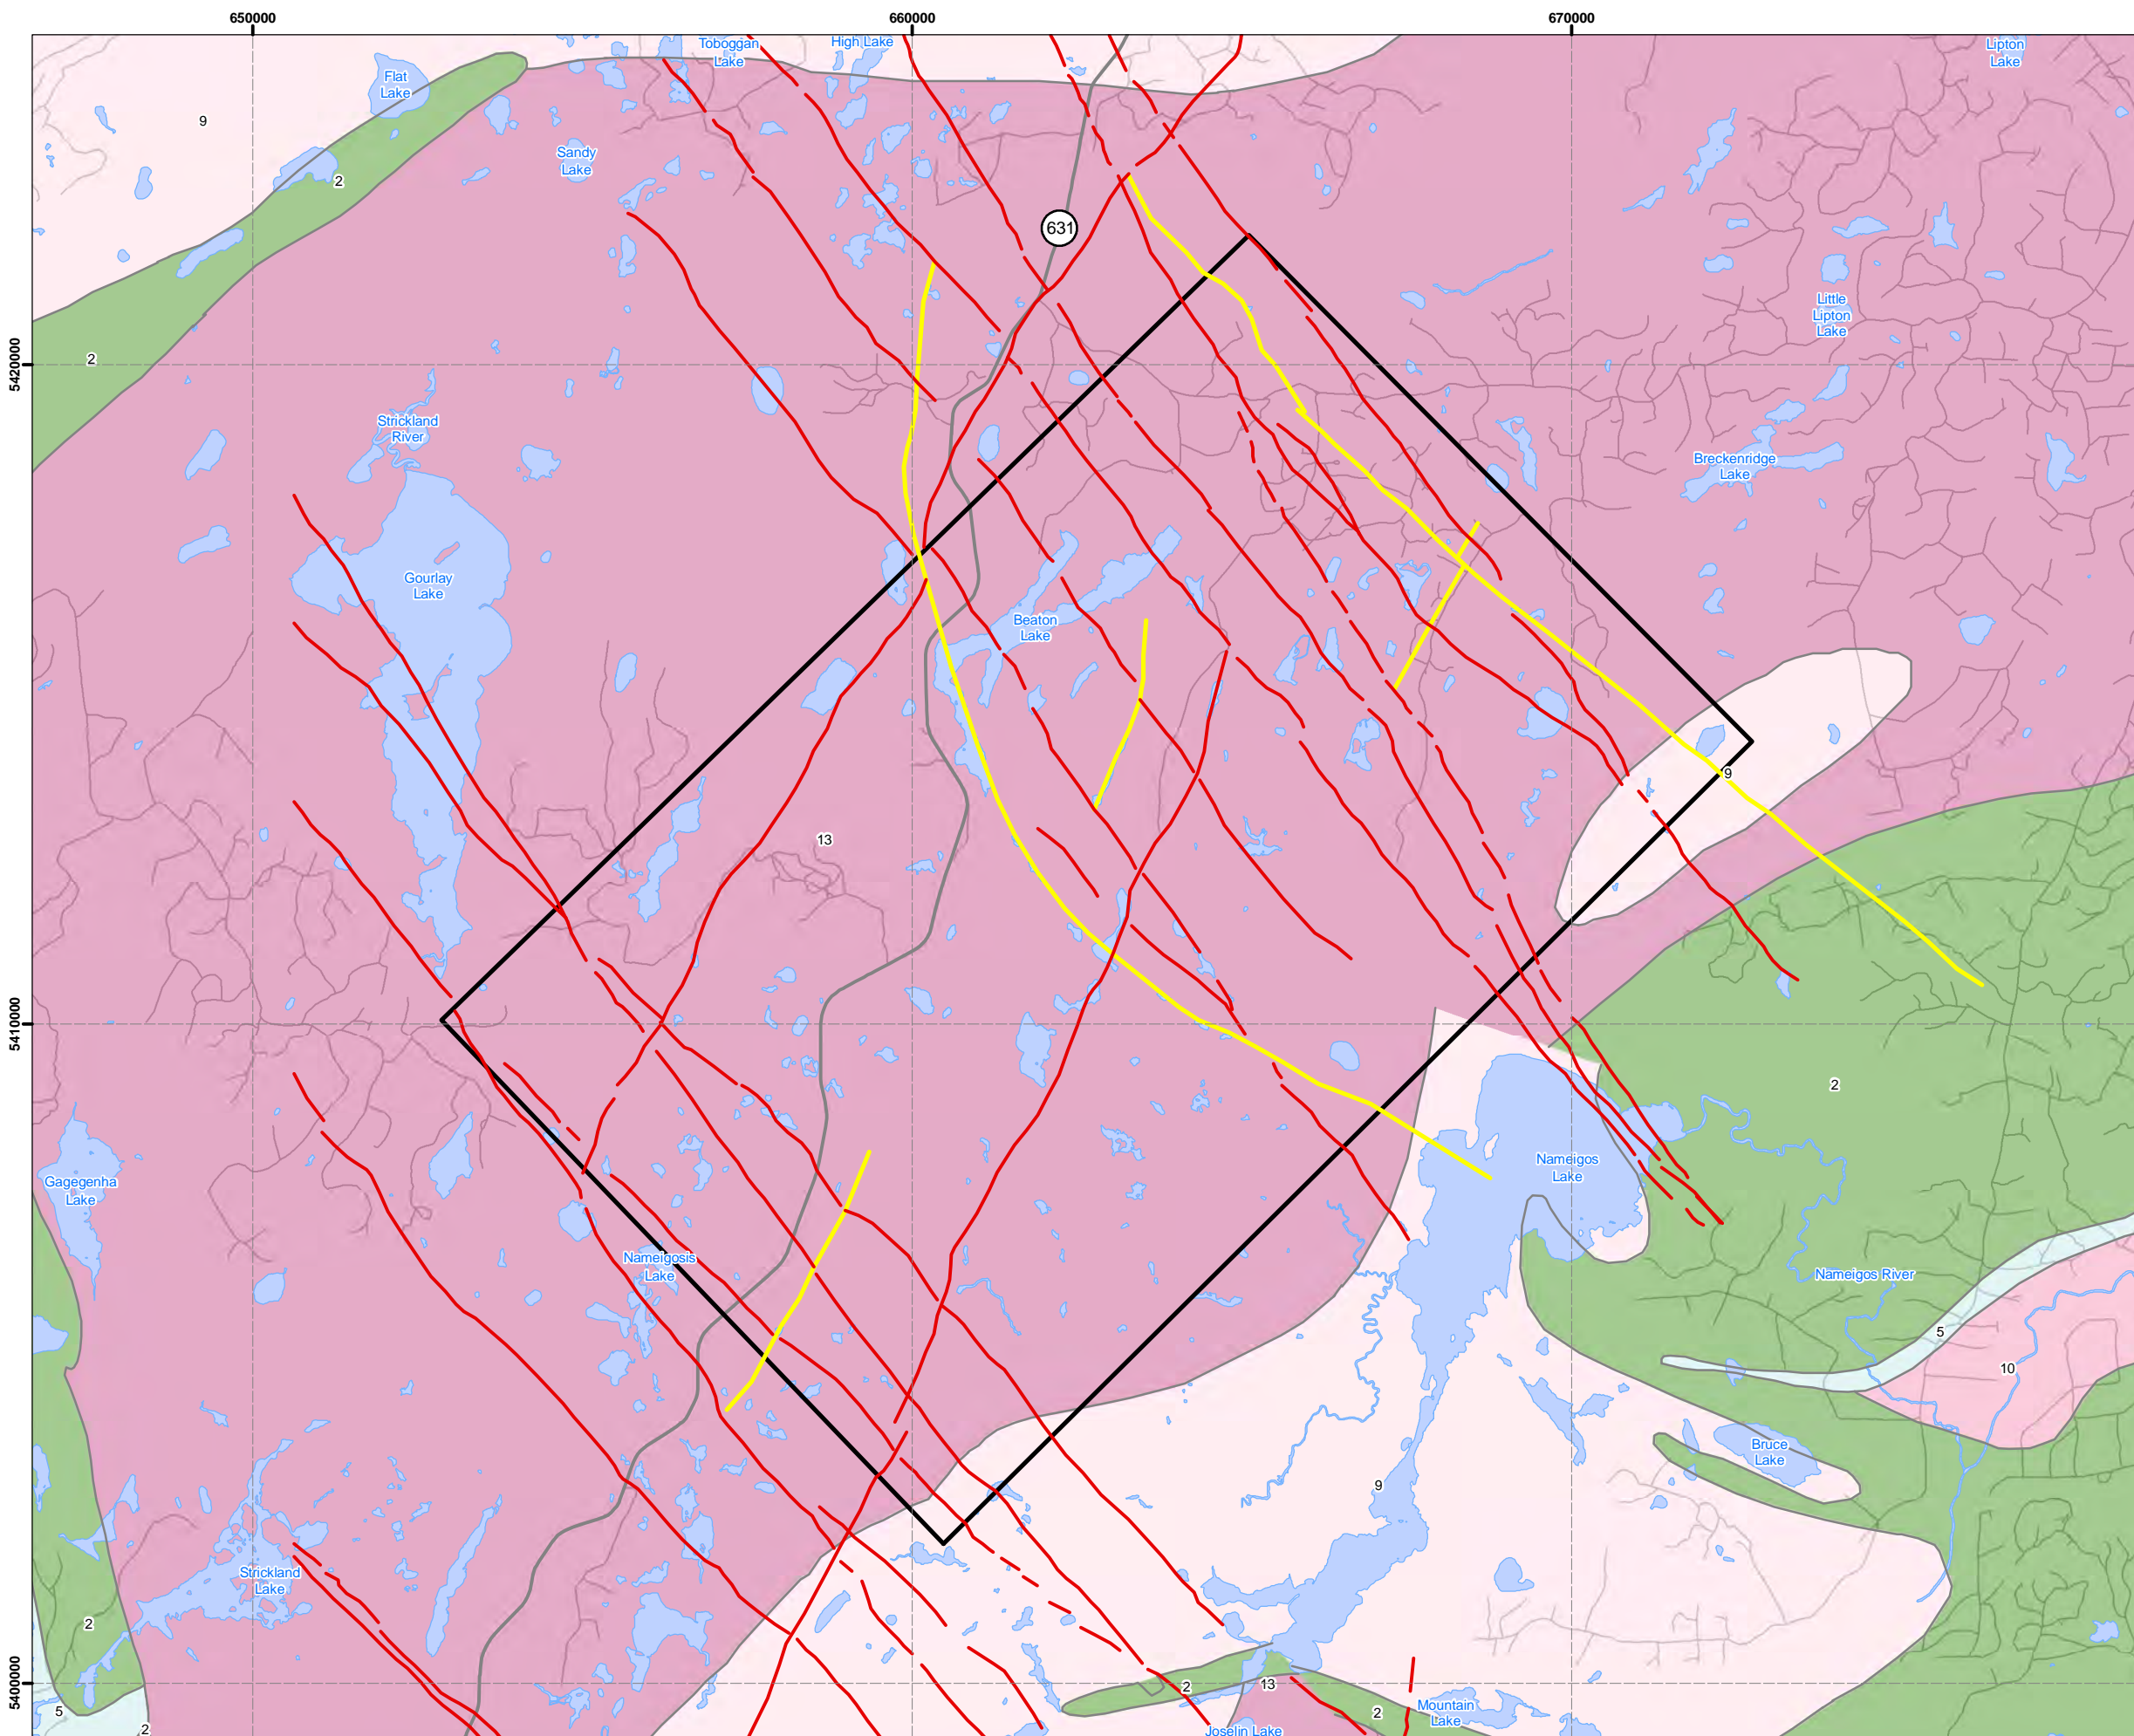 650000
660000
670000
Toboggan
Lake
High Lake
Lipton
Lake
Flat
Lake
9
Sandy
Lake
2
631
Little
Lipton
Lake
5420000
2
Strickland
River
Breckenridge
Lake
Gourlay
Lake
Beaton
Lake
9
13
5410000
2
Gagegenha
Lake
Nameigos
Lake
Nameigosis
Lake
Nameigos River
5
10
Bruce
Lake
9
Strickland
Lake
2
5400000
2
13
5
2
2
Mountain
Lake
Joselin Lake